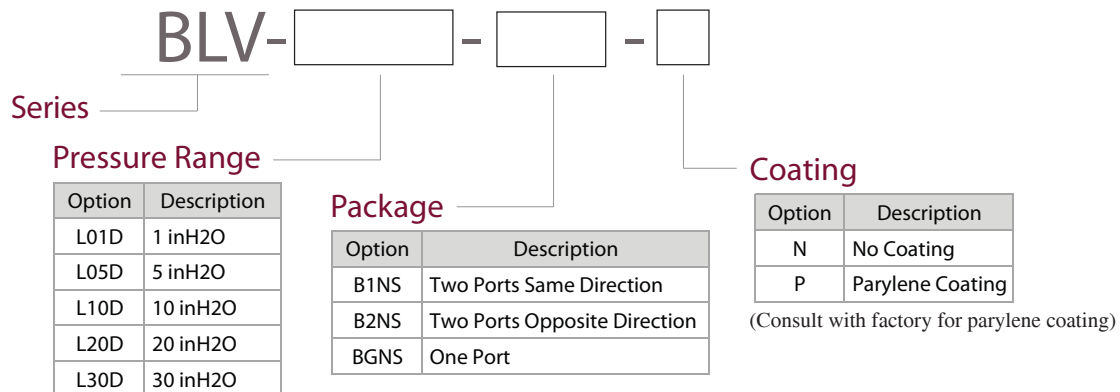 BLV- - -
Series
Pressure Range
Option Description
L01D 1 inH2O
L05D 5 inH2O
L10D 10 inH2O
L20D 20 inH2O
L30D 30 inH2O
Package
Option Description
B1NS Two Ports Same Direction
B2NS Two Ports Opposite Direction
BGNS One Port
Coating
Option Description
N No Coating
P Parylene Coating
(Consult with factory for parylene coating)